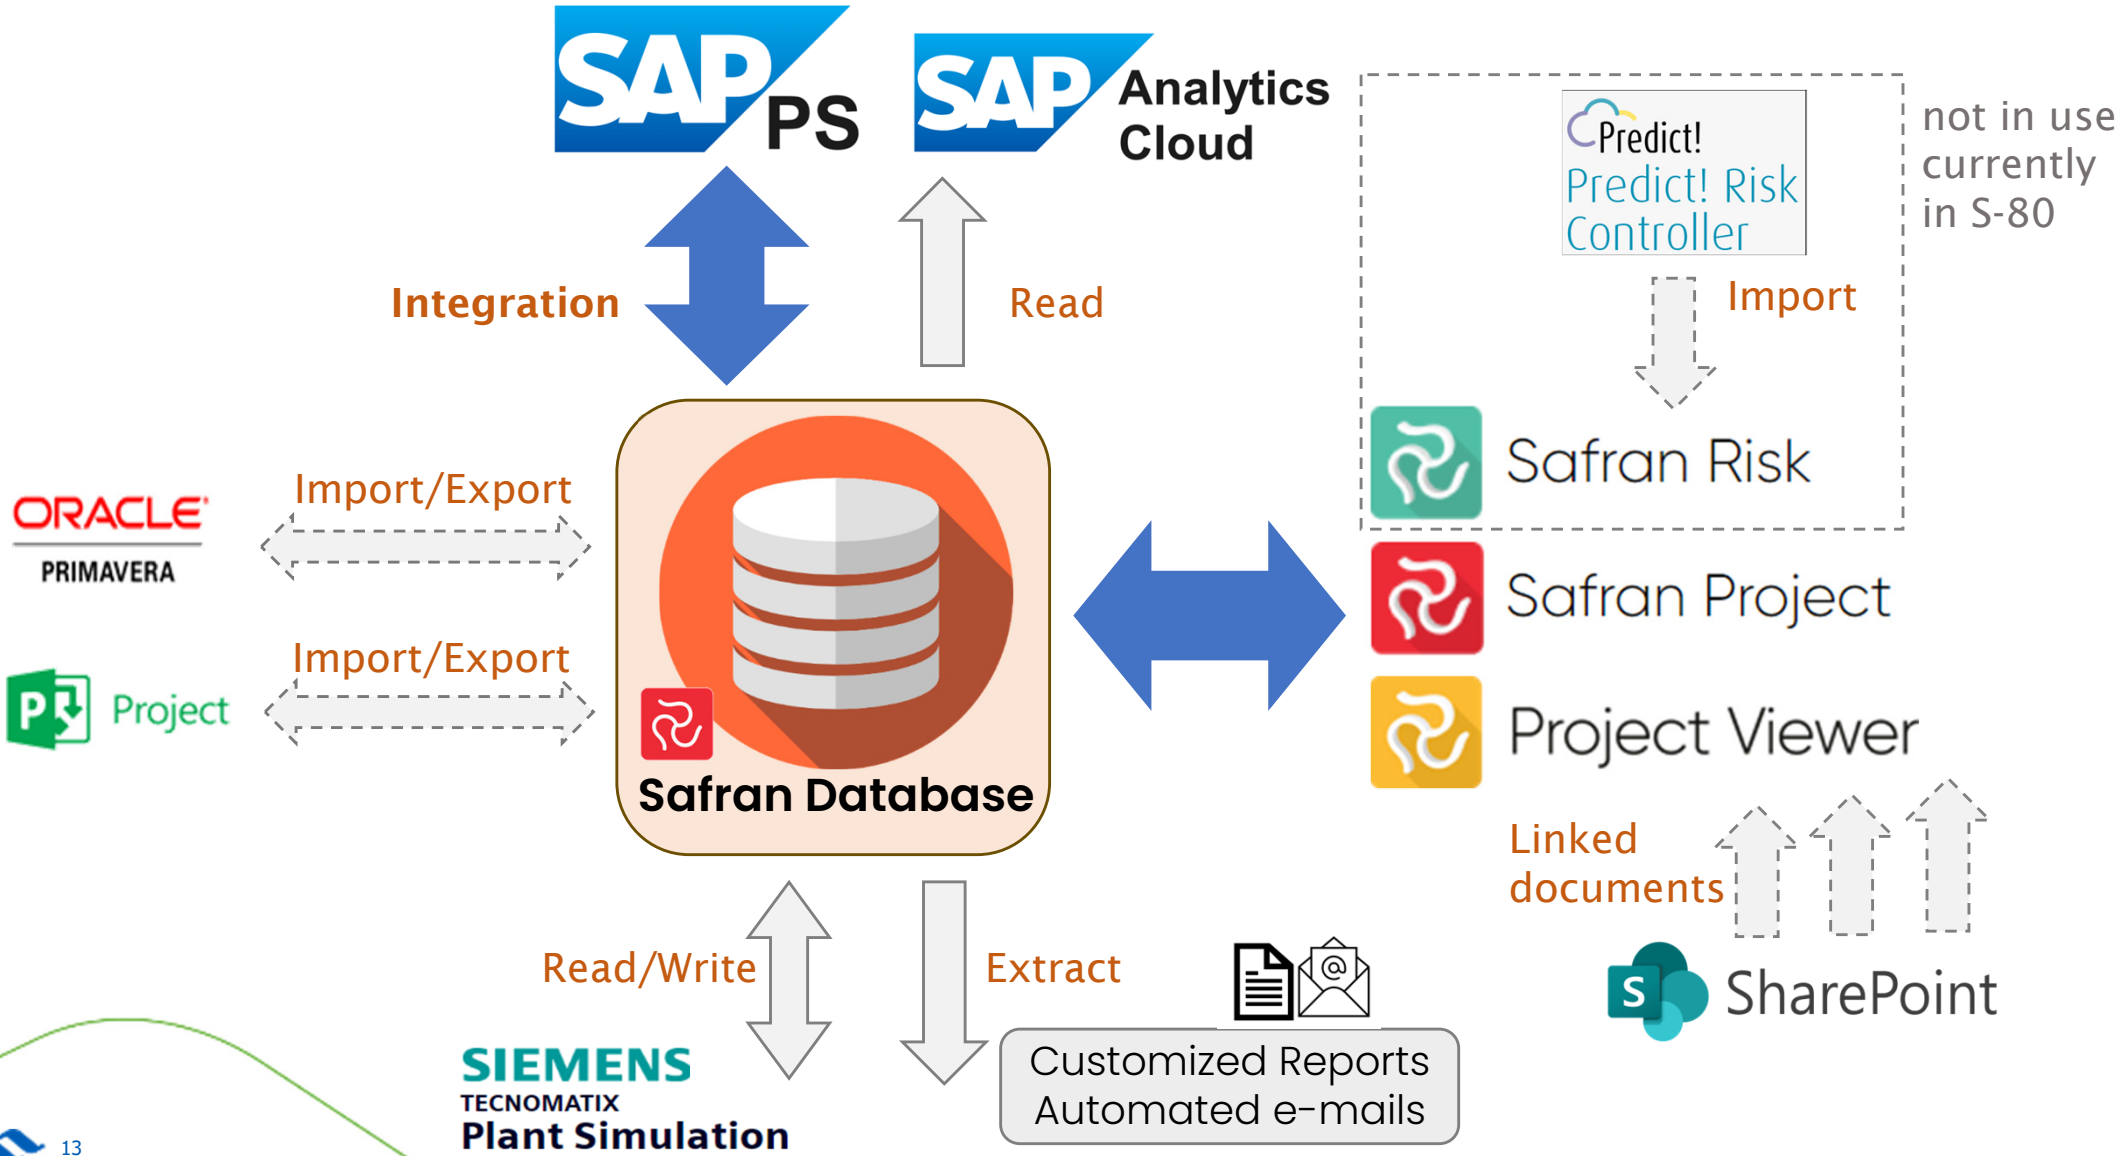 SAP PS
SAP Analytics
Cloud
Predict!
Predict! Risk
Controller
not in use
currently
in S-80
Integration
Read
Import
ORACLE
PRIMAVERA
Import/Export
Safran Risk
Safran Project
Project Viewer
P Project
Import/Export
Safran Database
Linked
documents
Read/Write
Extract
@
S SharePoint
SIEMENS
TECNOMATIX
Plant Simulation
Customized Reports
Automated e-mails
13